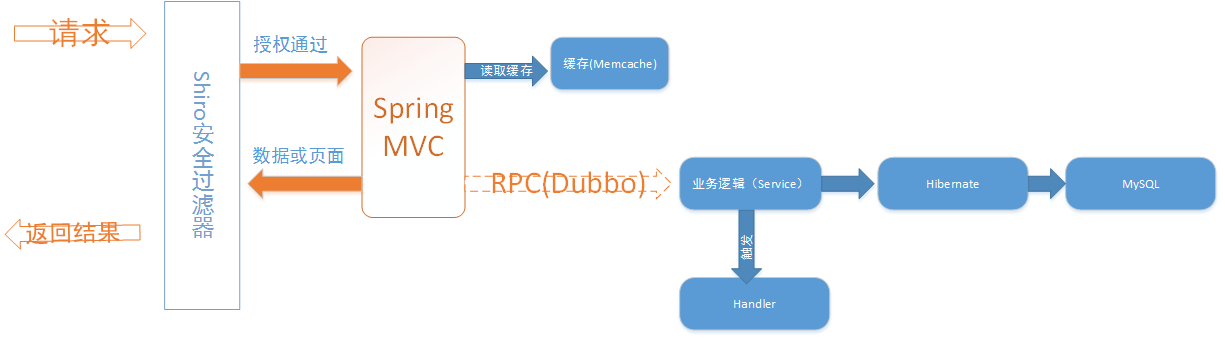 请求
Shiro安全过滤器
授权通过
数据或页面
返回结果
Spring
MVC
读取缓存
缓存(Memcache)
RPC(Dubbo)
业务逻辑（Service）
Hibernate
MySQL
触发
Handler